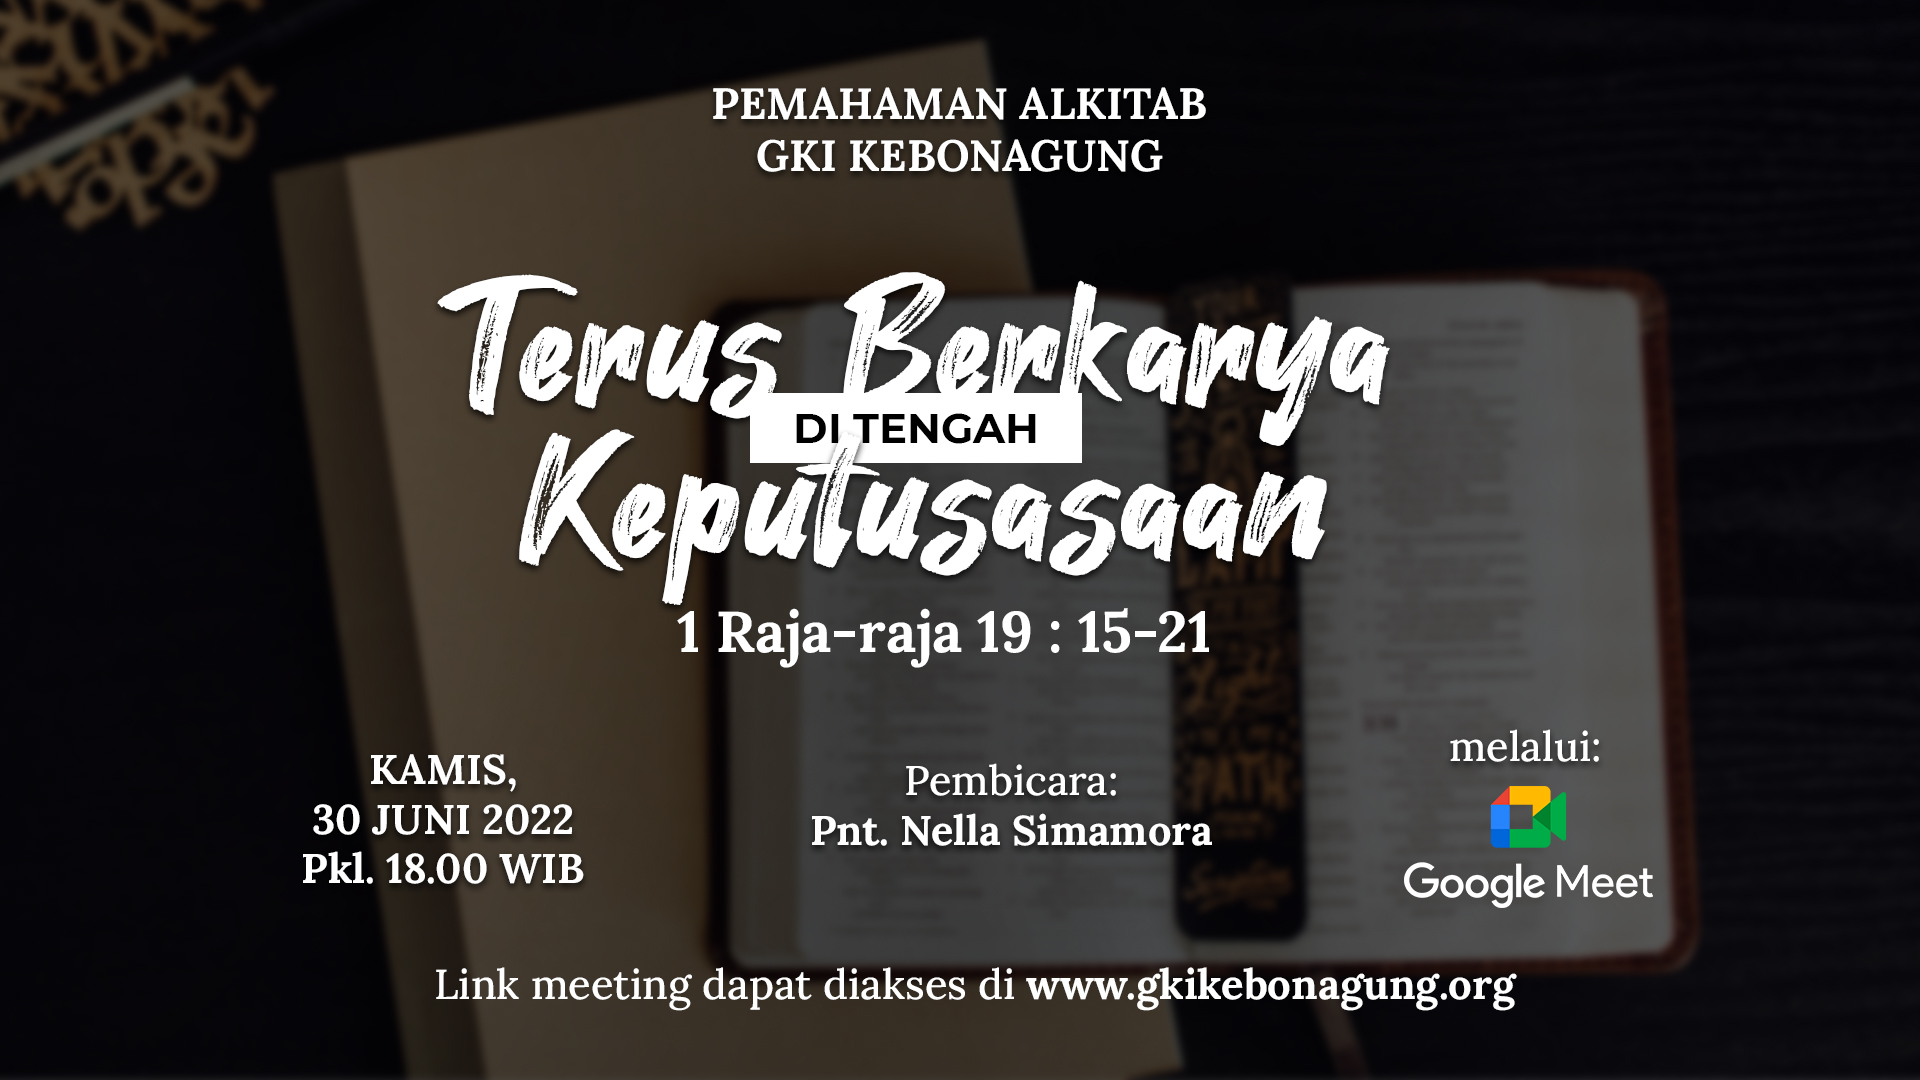 PEMAHAMAN ALKITAB
GKI KEBONAGUNG
Terus Berkarya
DI TENGAH
Keputusasaan
1 Raja-raja 19 : 15-21
KAMIS,
30 JUNI 2022
Pkl. 18.00 WIB
Pembicara:
Pnt. Nella Simamora
melalui:
Google Meet
Link meeting dapat diakses di www.gkikebonagung.org
PATH